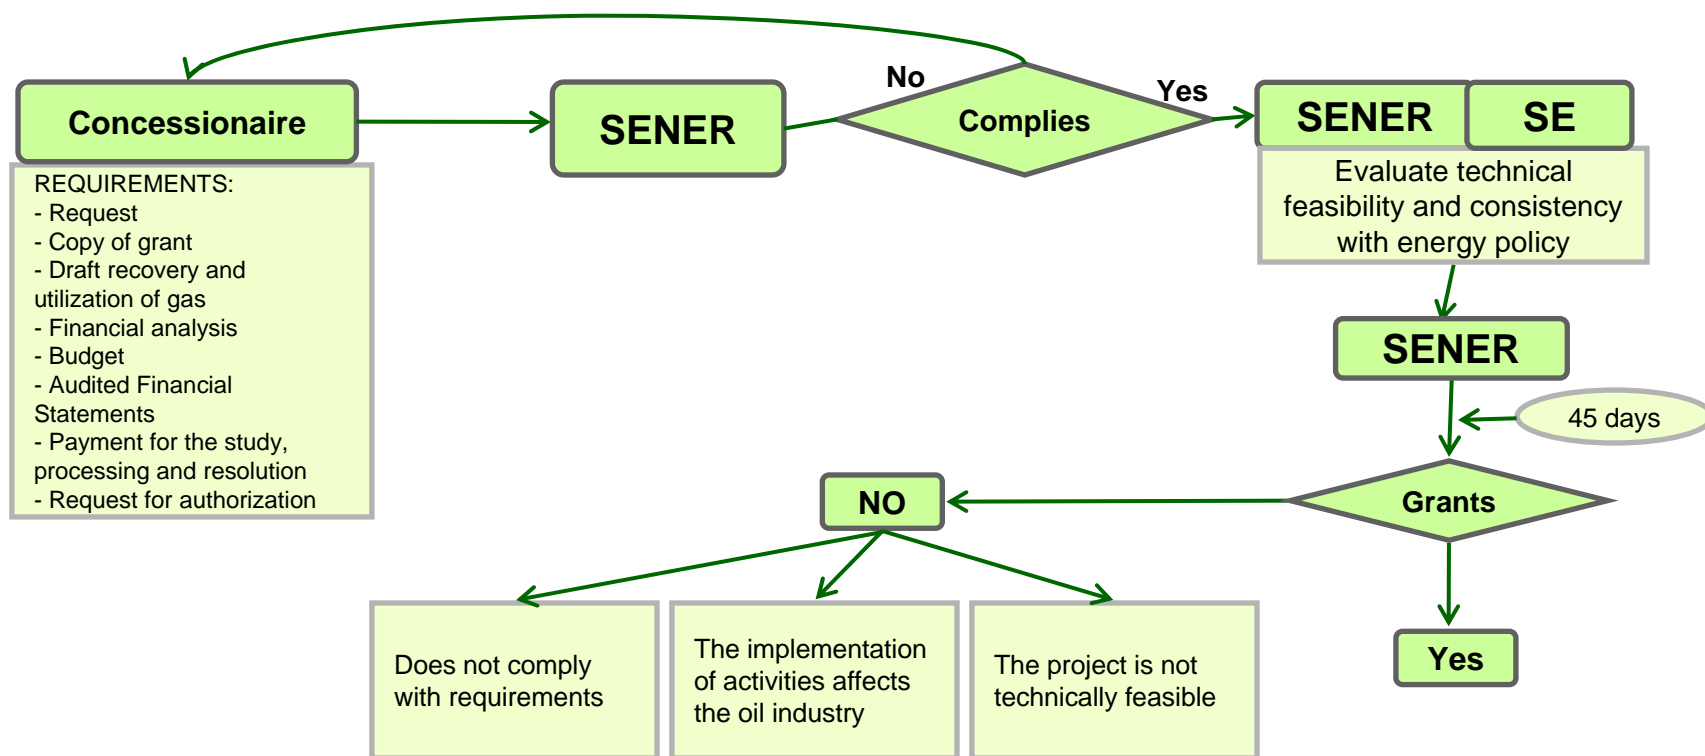 No
Yes
Concessionaire
SENER
Complies
SENER
SE
REQUIREMENTS:
- Request
- Copy of grant
- Draft recovery and
utilization of gas
- Financial analysis
- Budget
- Audited Financial
Statements
- Payment for the study,
processing and resolution
- Request for authorization
Evaluate technical
feasibility and consistency
with energy policy
SENER
45 days
Grants
NO
Yes
Does not comply
with requirements
The implementation
of activities affects
the oil industry
The project is not
technically feasible